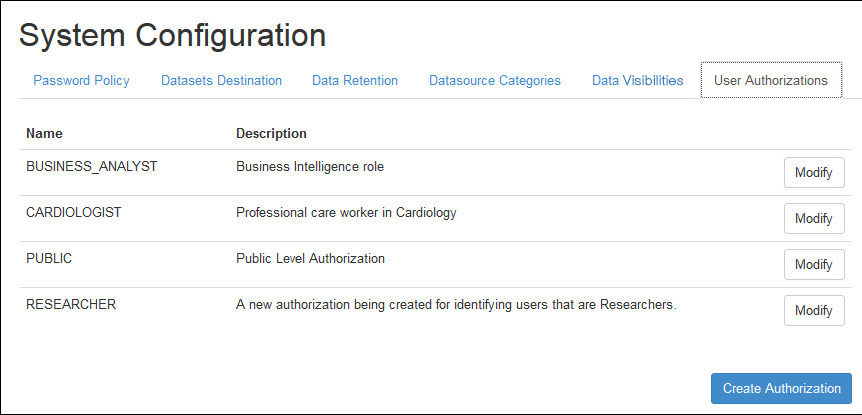 System Configuration
Password Policy Datasets Destination Data Retention Datasource Categories Data Visibilities User Authorizations
Name Description
BUSINESS_ANALYST Business Intelligence role Modify
CARDIOLOGIST Professional care worker in Cardiology Modify
PUBLIC Public Level Authorization Modify
RESEARCHER A new authorization being created for identifying users that are Researchers. Modify
Create Authorization